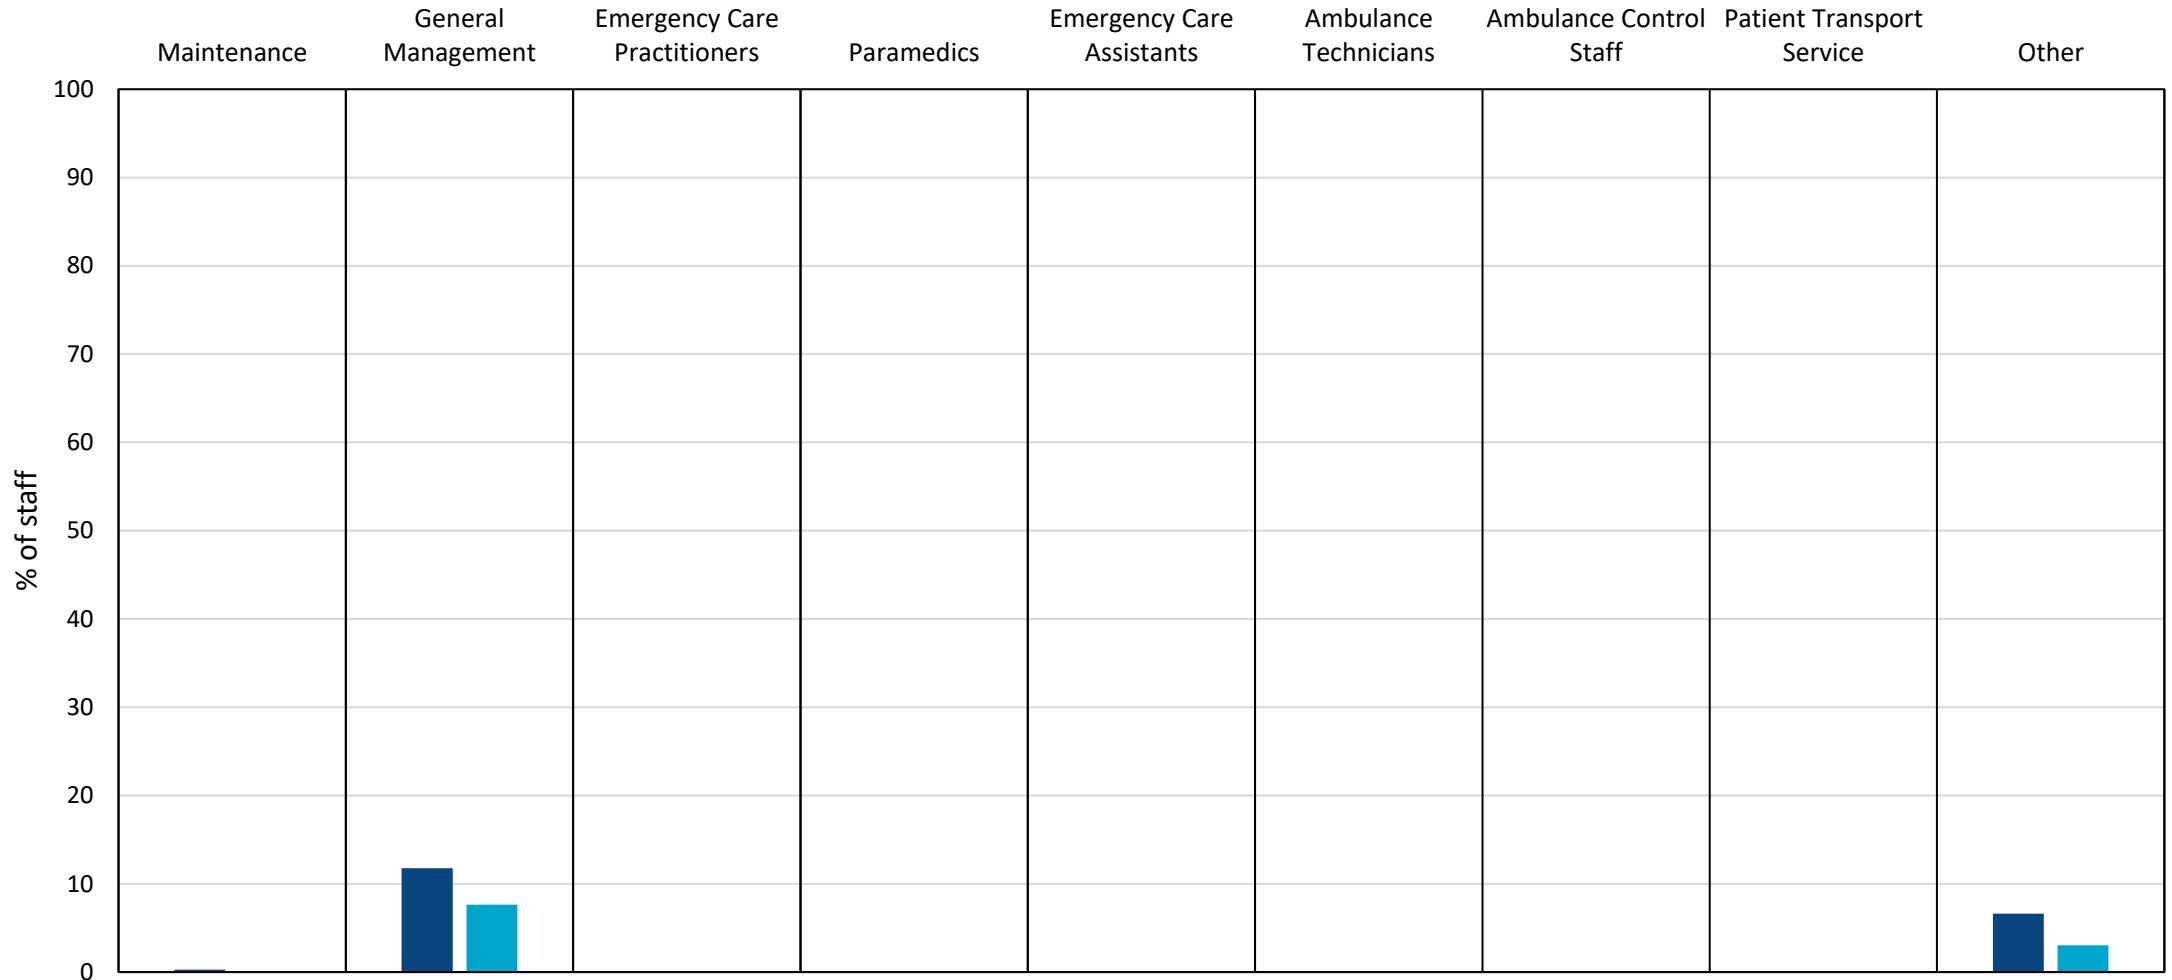 Maintenance
General
Management
Emergency Care
Practitioners
Paramedics
Emergency Care
Assistants
Ambulance
Technicians
Ambulance Control
Staff
Patient Transport
Service
Other
100
90
80
70
60
50
40
30
20
10
0
% of staff